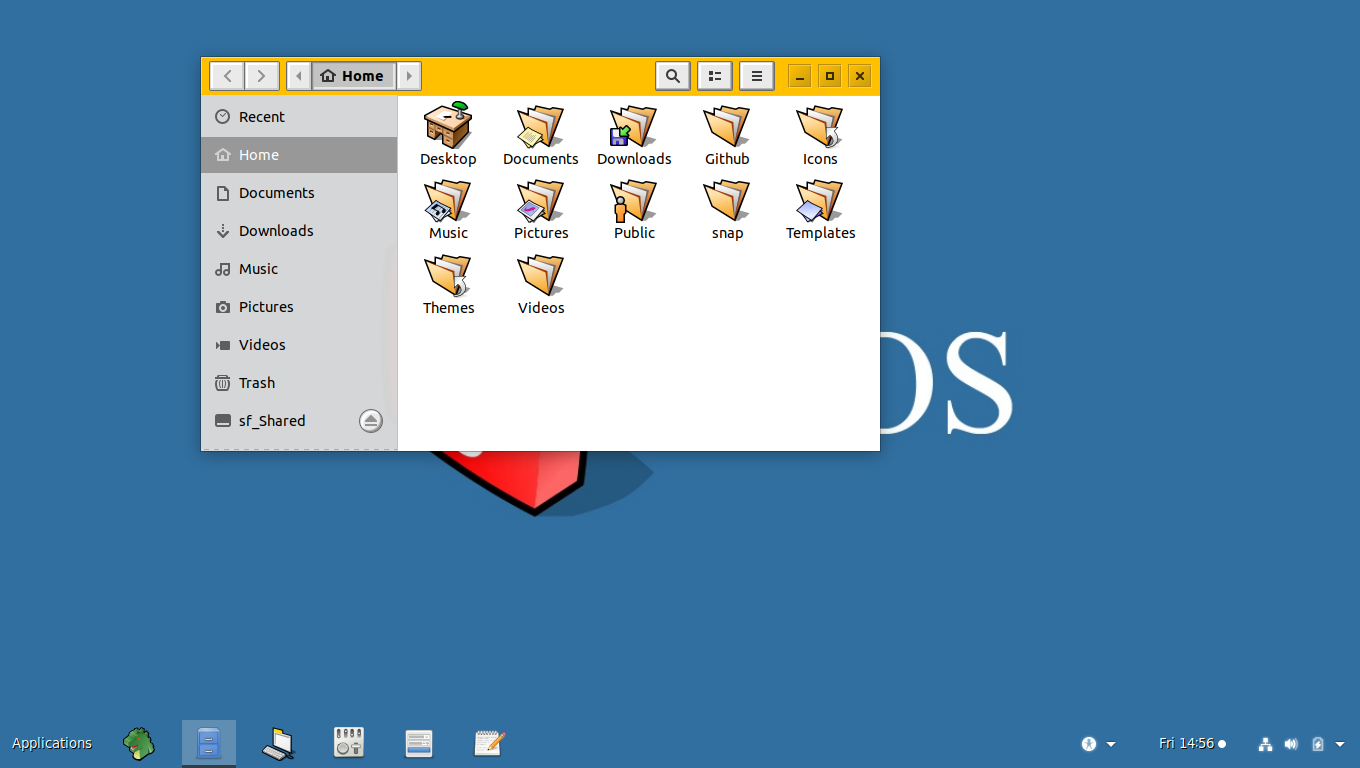 Home
Recent
Home
Documents
Downloads
Music
Pictures
Videos
Trash
sf_Shared
Desktop Documents Downloads Github Icons
Music Pictures Public snap Templates
Themes Videos
OS
Applications
Fri 14:56